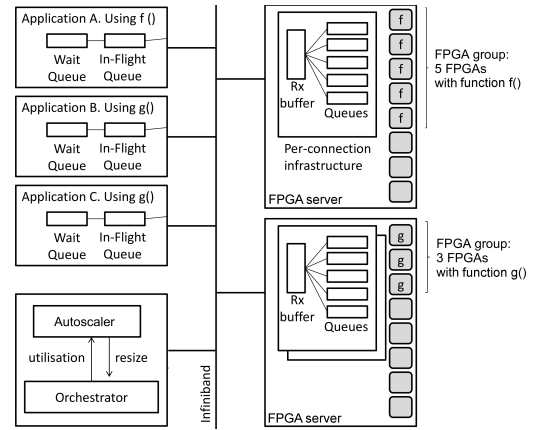 Application A. Using f ()
Wait
Queue
In-Flight
Queue
Application B. Using g()
Wait
Queue
In-Flight
Queue
Application C. Using g()
Wait
Queue
In-Flight
Queue
Autoscaler
utilisation
resize
Orchestrator
Infiniband
Rx
buffer
Queues
Per-connection
infrastructure
FPGA server
f
f
f
f
f
FPGA group:
5 FPGAs
with function f()
Rx
buffer
Queues
FPGA server
g
g
g
FPGA group:
3 FPGAs
with function g()